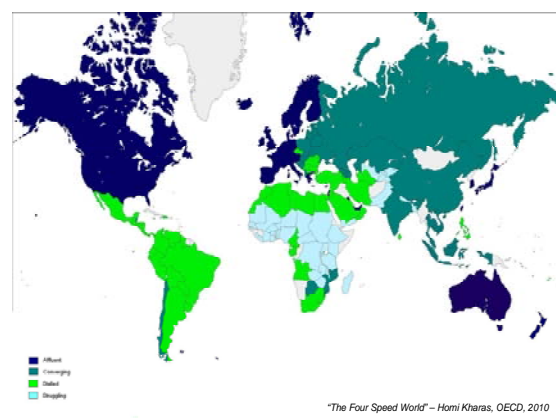 Affluent
Converging
Stalled
Struggling
"The Four Speed World" – Homi Kharas, OECD, 2010